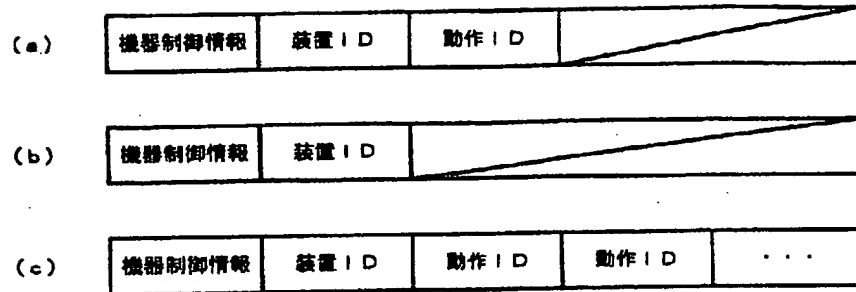 (a) 機器制御情報 装置ID 動作ID
(b) 機器制御情報 装置ID
(c) 機器制御情報 装置ID 動作ID 動作ID ・・・